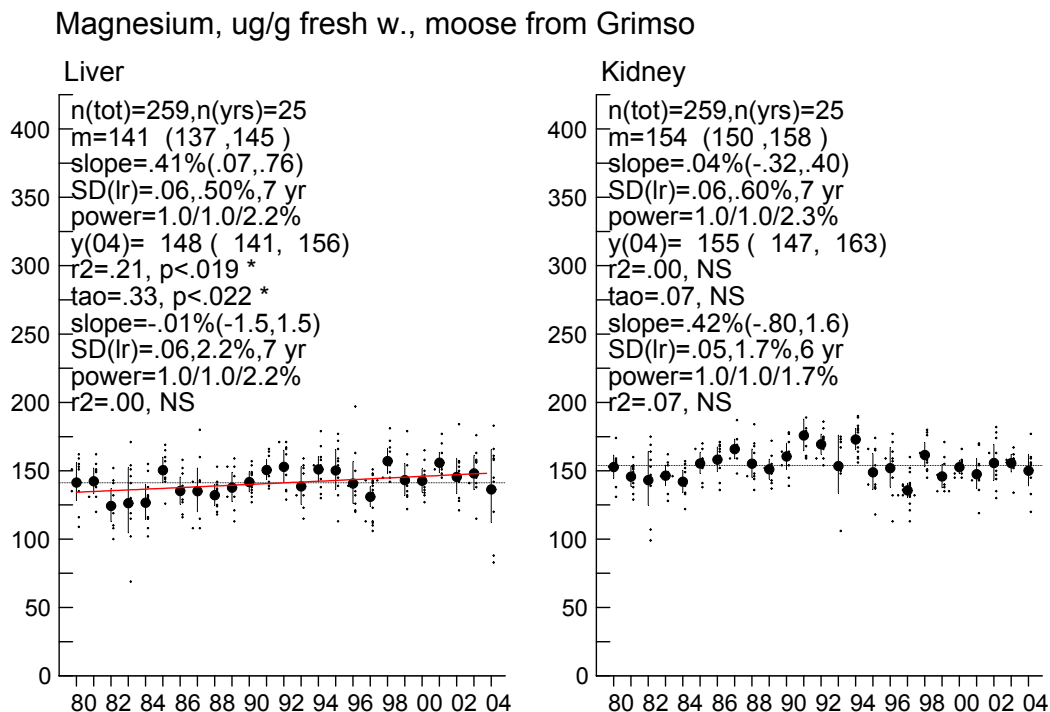 Magnesium, ug/g fresh w., moose from Grimso
Liver
n(tot)=259,n(yrs)=25
m=141 (137 ,145 )
slope=.41%(.07,.76)
SD(lr)=.06,.50%,7 yr
power=1.0/1.0/2.2%
y(04)= 148 ( 141, 156)
r2=.21, p<.019 *
tao=.33, p<.022 *
slope=-.01%(-1.5,1.5)
SD(lr)=.06,2.2%,7 yr
power=1.0/1.0/2.2%
r2=.00, NS
400
350
300
250
200
150
100
50
0
80 82 84 86 88 90 92 94 96 98 00 02 04
Kidney
n(tot)=259,n(yrs)=25
m=154 (150 ,158 )
slope=.04%(-.32,.40)
SD(lr)=.06,.60%,7 yr
power=1.0/1.0/2.3%
y(04)= 155 ( 147, 163)
r2=.00, NS
tao=.07, NS
slope=.42%(-.80,1.6)
SD(lr)=.05,1.7%,6 yr
power=1.0/1.0/1.7%
r2=.07, NS
400
350
300
250
200
150
100
50
0
80 82 84 86 88 90 92 94 96 98 00 02 04